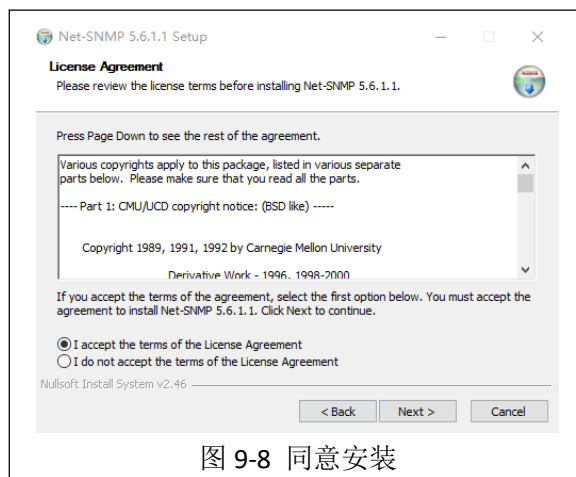 Net-SNMP 5.6.1.1 Setup
License Agreement
Please review the license terms before installing Net-SNMP 5.6.1.1.
Press Page Down to see the rest of the agreement.
Various copyrights apply to this package, listed in various separate
parts below.  Please make sure that you read all the parts.
---- Part 1: CMU/UCD copyright notice: (BSD like) -----
Copyright 1989, 1991, 1992 by Carnegie Mellon University
Derivative Work - 1996, 1998-2000
If you accept the terms of the agreement, select the first option below. You must accept the
agreement to install Net-SNMP 5.6.1.1. Click Next to continue.
I accept the terms of the License Agreement
I do not accept the terms of the License Agreement
Nullsoft Install System v2.46
< Back Next > Cancel
图 9-8 同意安装